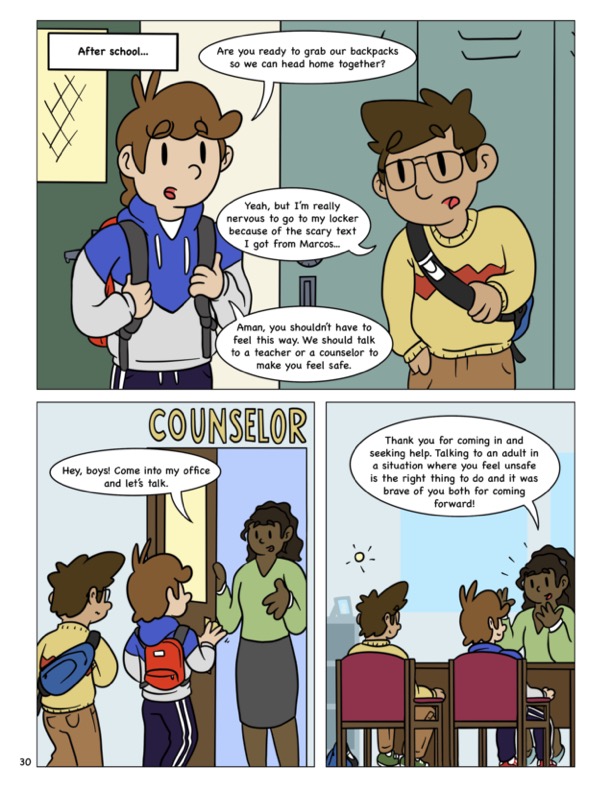 After school...
Are you ready to grab our backpacks
so we can head home together?
Yeah, but I'm really
nervous to go to my locker
because of the scary text
I got from Marcos...
Aman, you shouldn't have to
feel this way. We should talk
to a teacher or a counselor to
make you feel safe.
COUNSELOR
Hey, boys! Come into my office
and let's talk.
Thank you for coming in and
seeking help. Talking to an adult in
a situation where you feel unsafe
is the right thing to do and it was
brave of you both for coming
forward!
30